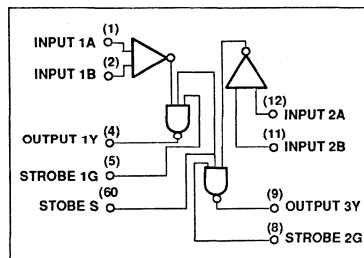 (1)
INPUT 1A
(2)
INPUT 1B
(12)
INPUT 2A
(11)
INPUT 2B
(4)
OUTPUT 1Y
(5)
STROBE 1G
(60
STOBE S
(9)
OUTPUT 3Y
(8)
STROBE 2G